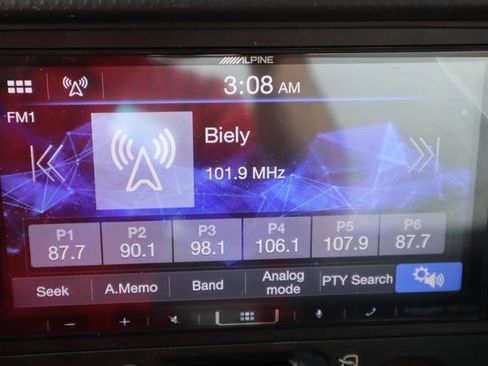 ALPINE
3:08 AM
FM1
Biely
101.9 MHz
P1 P2 P3 P4 P5 P6
87.7 90.1 98.1 106.1 107.9 87.7
Seek A.Memo Band Analog mode PTY Search